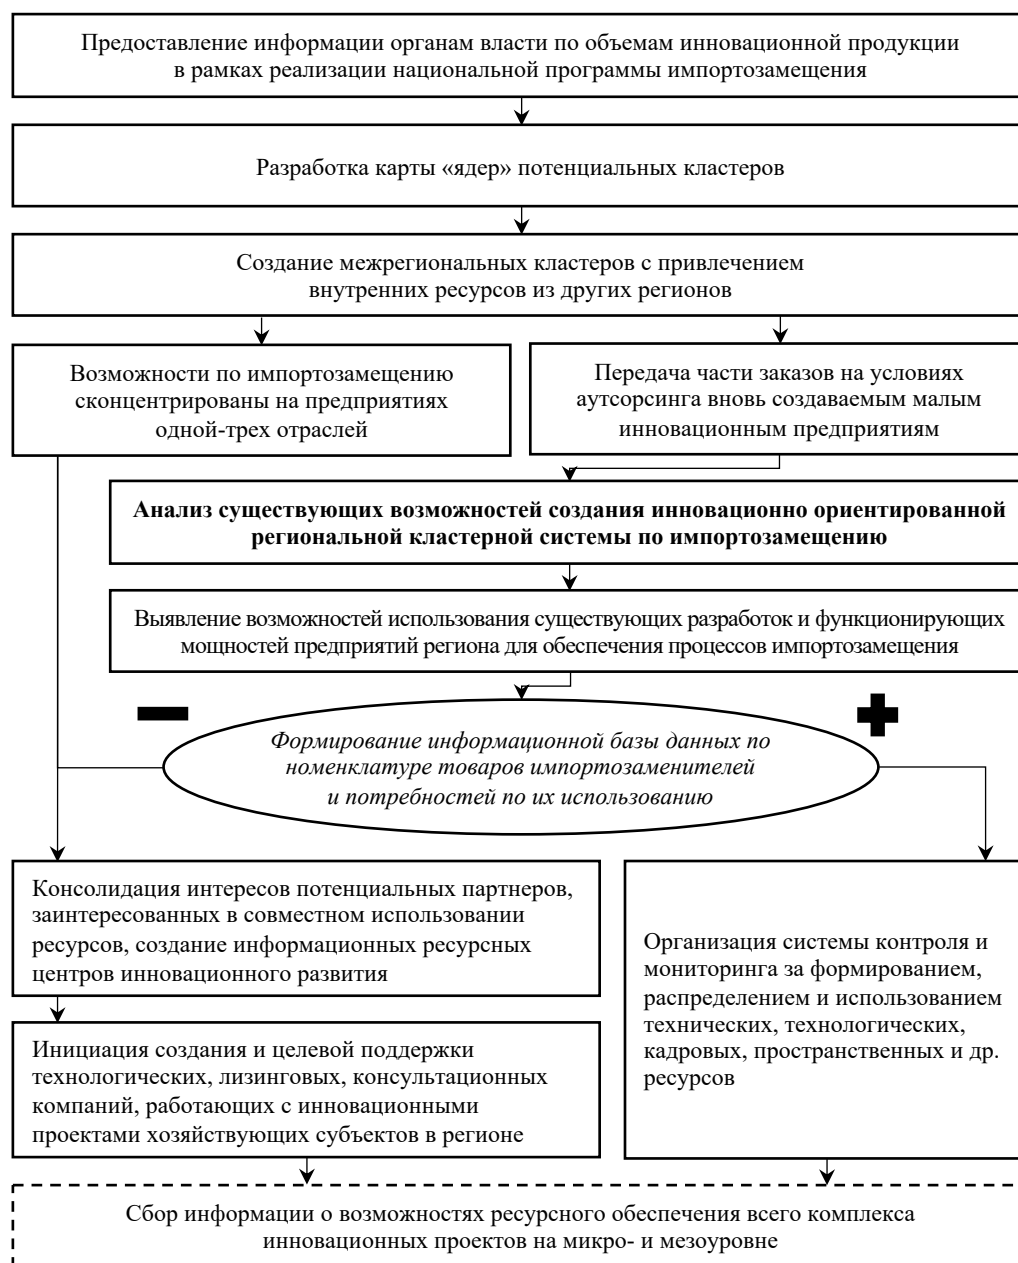 Предоставление информации органам власти по объемам инновационной продукции
в рамках реализации национальной программы импортозамещения
Разработка карты «ядер» потенциальных кластеров
Создание межрегиональных кластеров с привлечением
внутренних ресурсов из других регионов
Возможности по импортозамещению
сконцентрированы на предприятиях
одной-трех отраслей
Передача части заказов на условиях
аутсорсинга вновь создаваемым малым
инновационным предприятиям
Анализ существующих возможностей создания инновационно ориентированной
региональной кластерной системы по импортозамещению
Выявление возможностей использования существующих разработок и функционирующих
мощностей предприятий региона для обеспечения процессов импортозамещения
Формирование информационной базы данных по
номенклатуре товаров импортозаменителей
и потребностей по их использованию
Консолидация интересов потенциальных партнеров,
заинтересованных в совместном использовании
ресурсов, создание информационных ресурсных
центров инновационного развития
Инициация создания и целевой поддержки
технологических, лизинговых, консультационных
компаний, работающих с инновационными
проектами хозяйствующих субъектов в регионе
Организация системы контроля и
мониторинга за формированием,
распределением и использованием
технических, технологических,
кадровых, пространственных и др.
ресурсов
Сбор информации о возможностях ресурсного обеспечения всего комплекса
инновационных проектов на микро- и мезоуровне